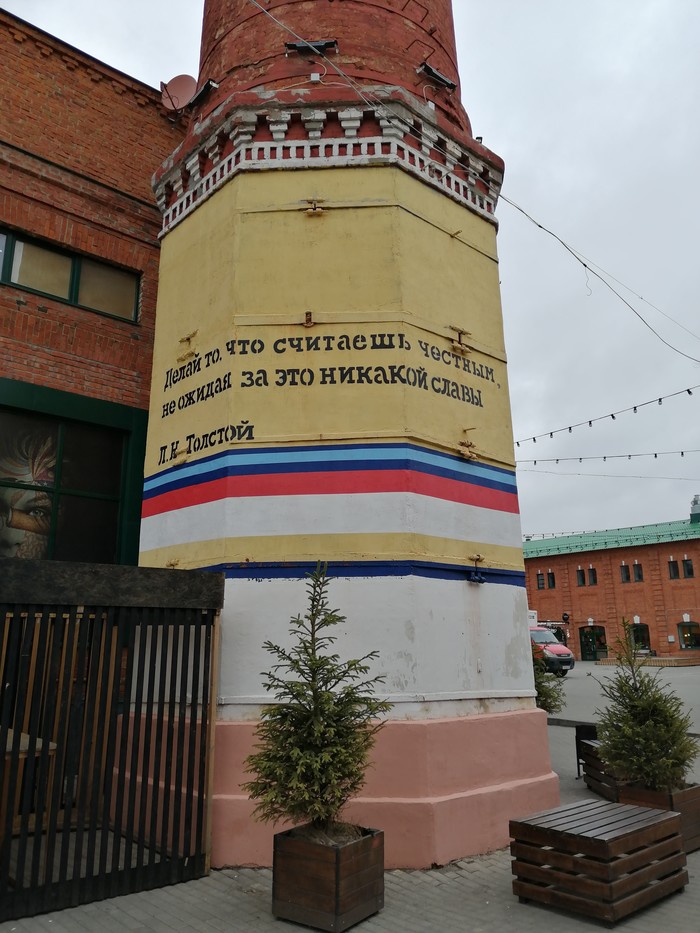 Делай то, что считаешь честным,
не ожидая за это никакой славы
Л.Н. Толстой